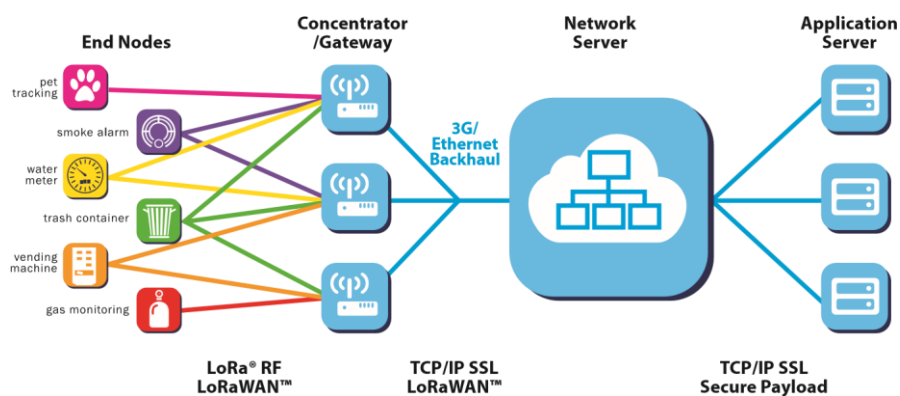 End Nodes
Concentrator
/Gateway
Network
Server
Application
Server
pet
tracking
smoke alarm
water
meter
trash container
vending
machine
gas monitoring
3G/
Ethernet
Backhaul
LoRa® RF
LoRaWAN™
TCP/IP SSL
LoRaWAN™
TCP/IP SSL
Secure Payload